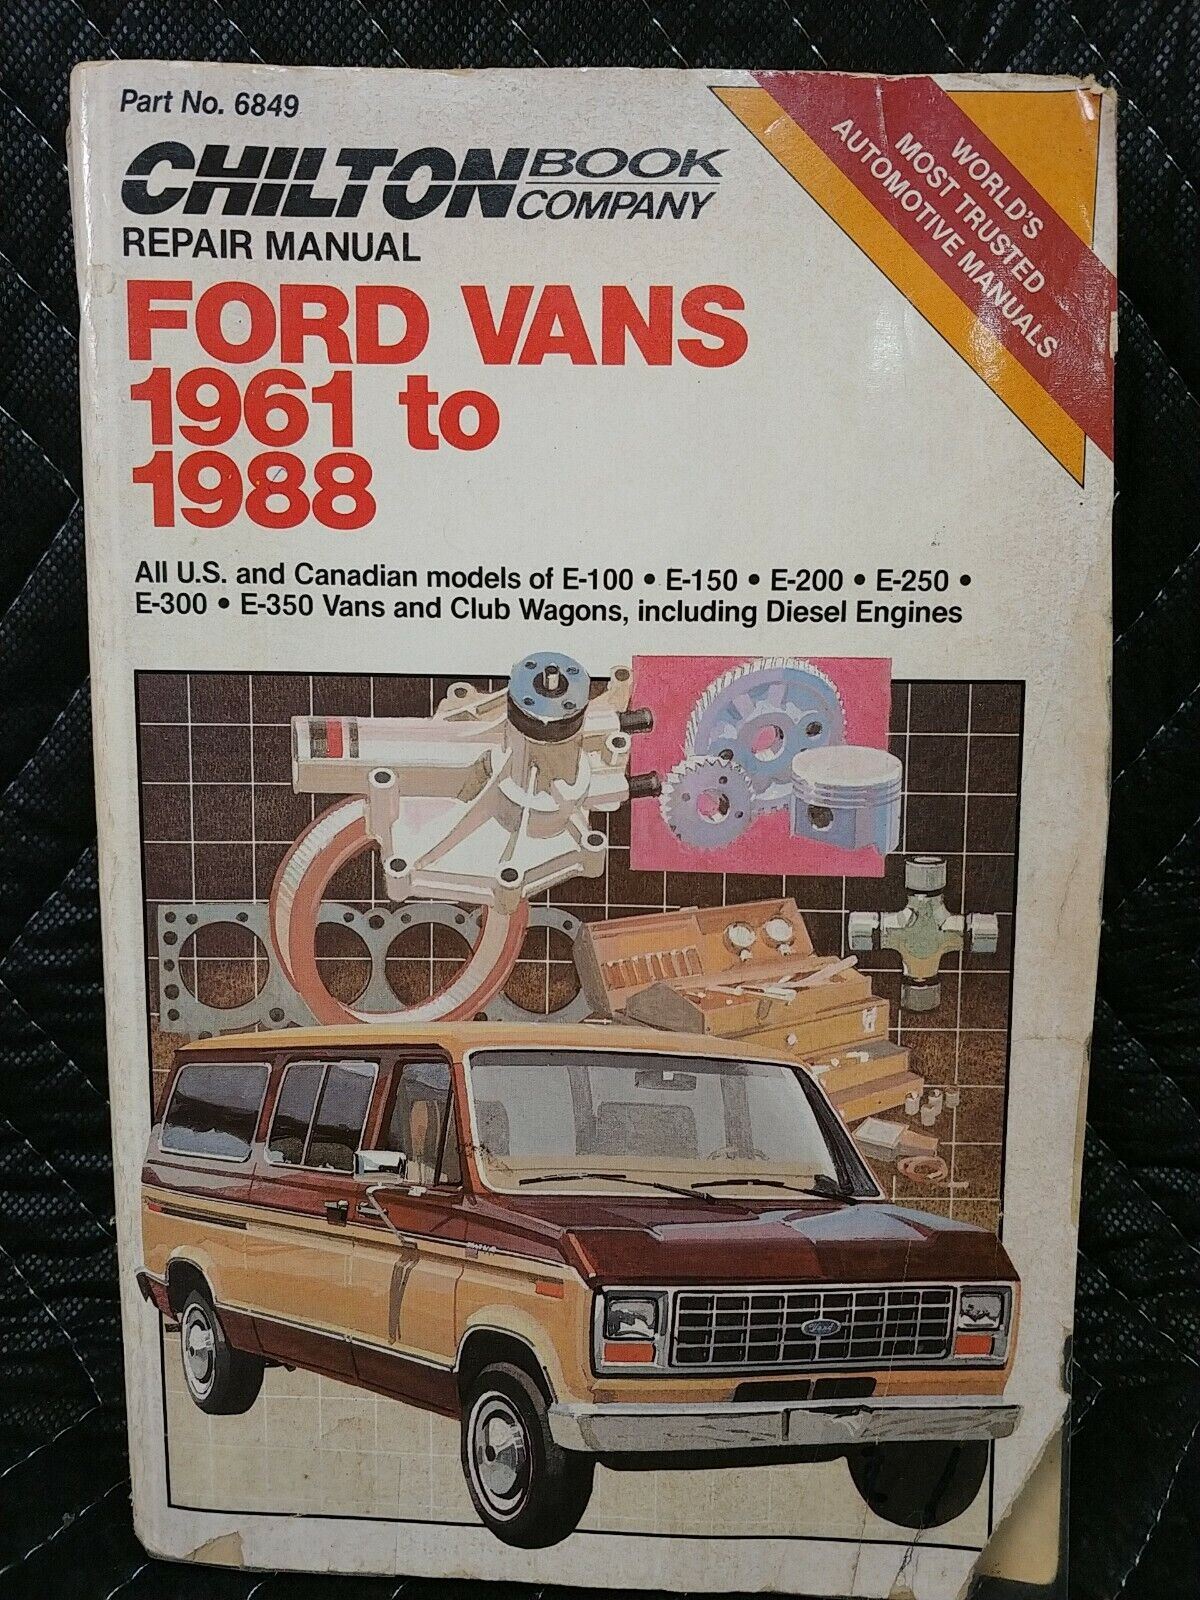 Part No. 6849
CHILTON BOOK COMPANY
REPAIR MANUAL
FORD VANS
1961 to
1988
WORLD'S
MOST TRUSTED
AUTOMOTIVE MANUALS
All U.S. and Canadian models of E-100 • E-150 • E-200 • E-250 •
E-300 • E-350 Vans and Club Wagons, including Diesel Engines
Ford